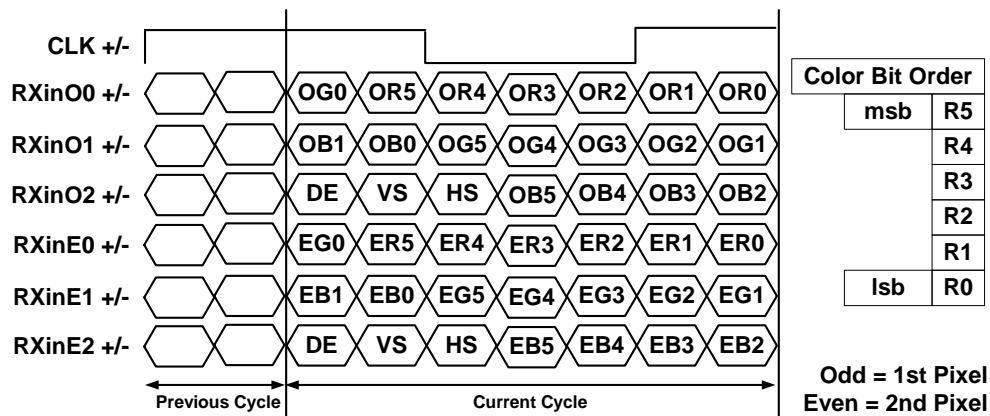 CLK +/-
RXinO0 +/- OG0 OR5 OR4 OR3 OR2 OR1 OR0
RXinO1 +/- OB1 OB0 OG5 OG4 OG3 OG2 OG1
RXinO2 +/- DE VS HS OB5 OB4 OB3 OB2
RXinE0 +/- EG0 ER5 ER4 ER3 ER2 ER1 ER0
RXinE1 +/- EB1 EB0 EG5 EG4 EG3 EG2 EG1
RXinE2 +/- DE VS HS EB5 EB4 EB3 EB2
Previous Cycle Current Cycle
Color Bit Order
msb R5
R4
R3
R2
R1
lsb R0
Odd = 1st Pixel
Even = 2nd Pixel